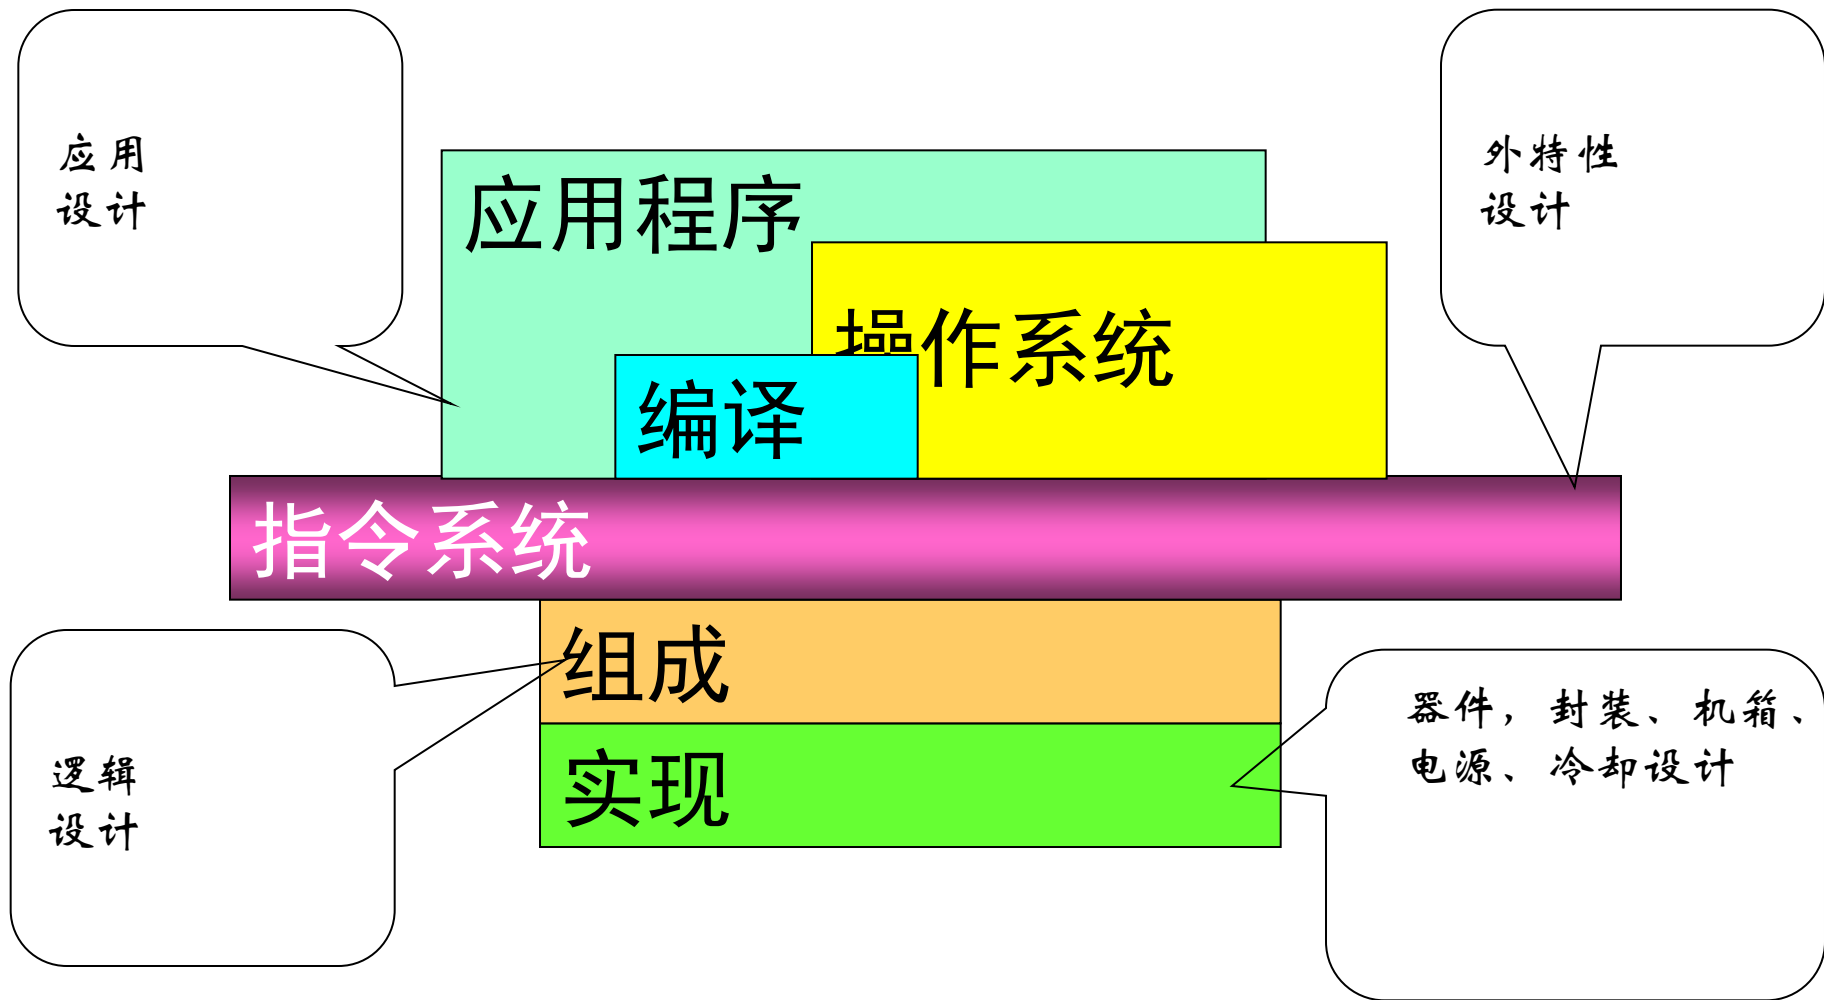 应用
设计
外特性
设计
应用程序
操作系统
编译
指令系统
组成
实现
逻辑
设计
器件，封装、机箱、
电源、冷却设计